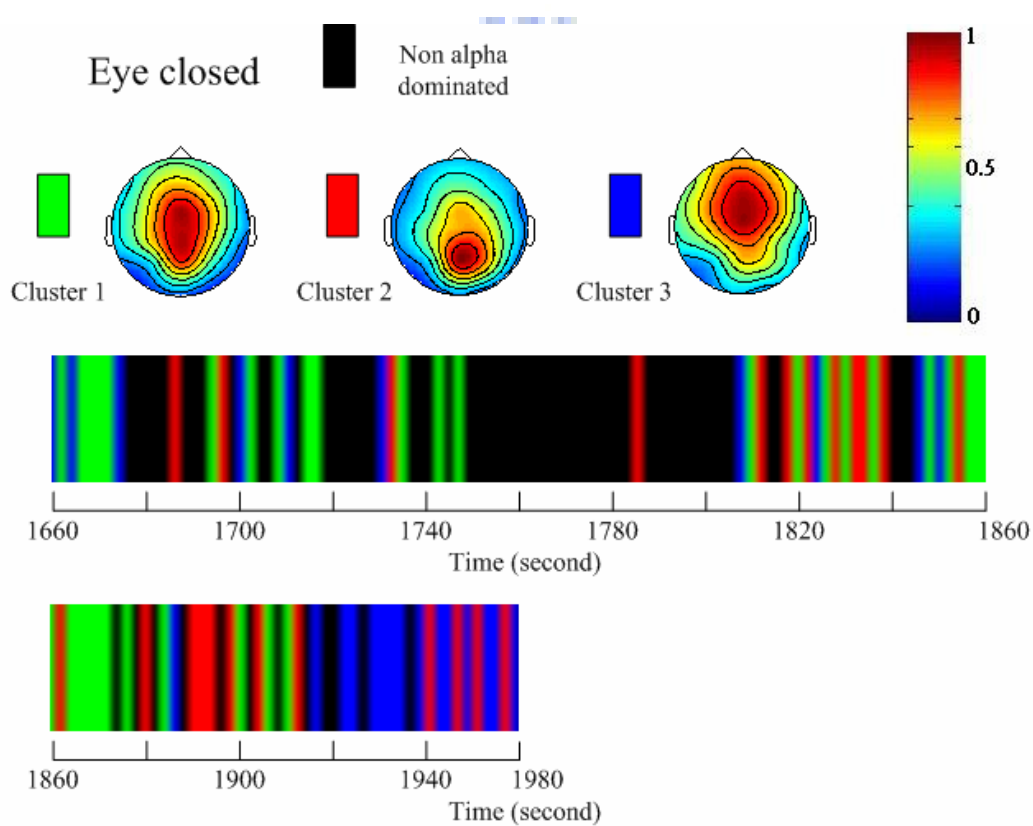 Eye closed
Non alpha
dominated
1
0.5
0
Cluster 1
Cluster 2
Cluster 3
1660 1700 1740 1780 1820 1860
Time (second)
1860 1900 1940 1980
Time (second)